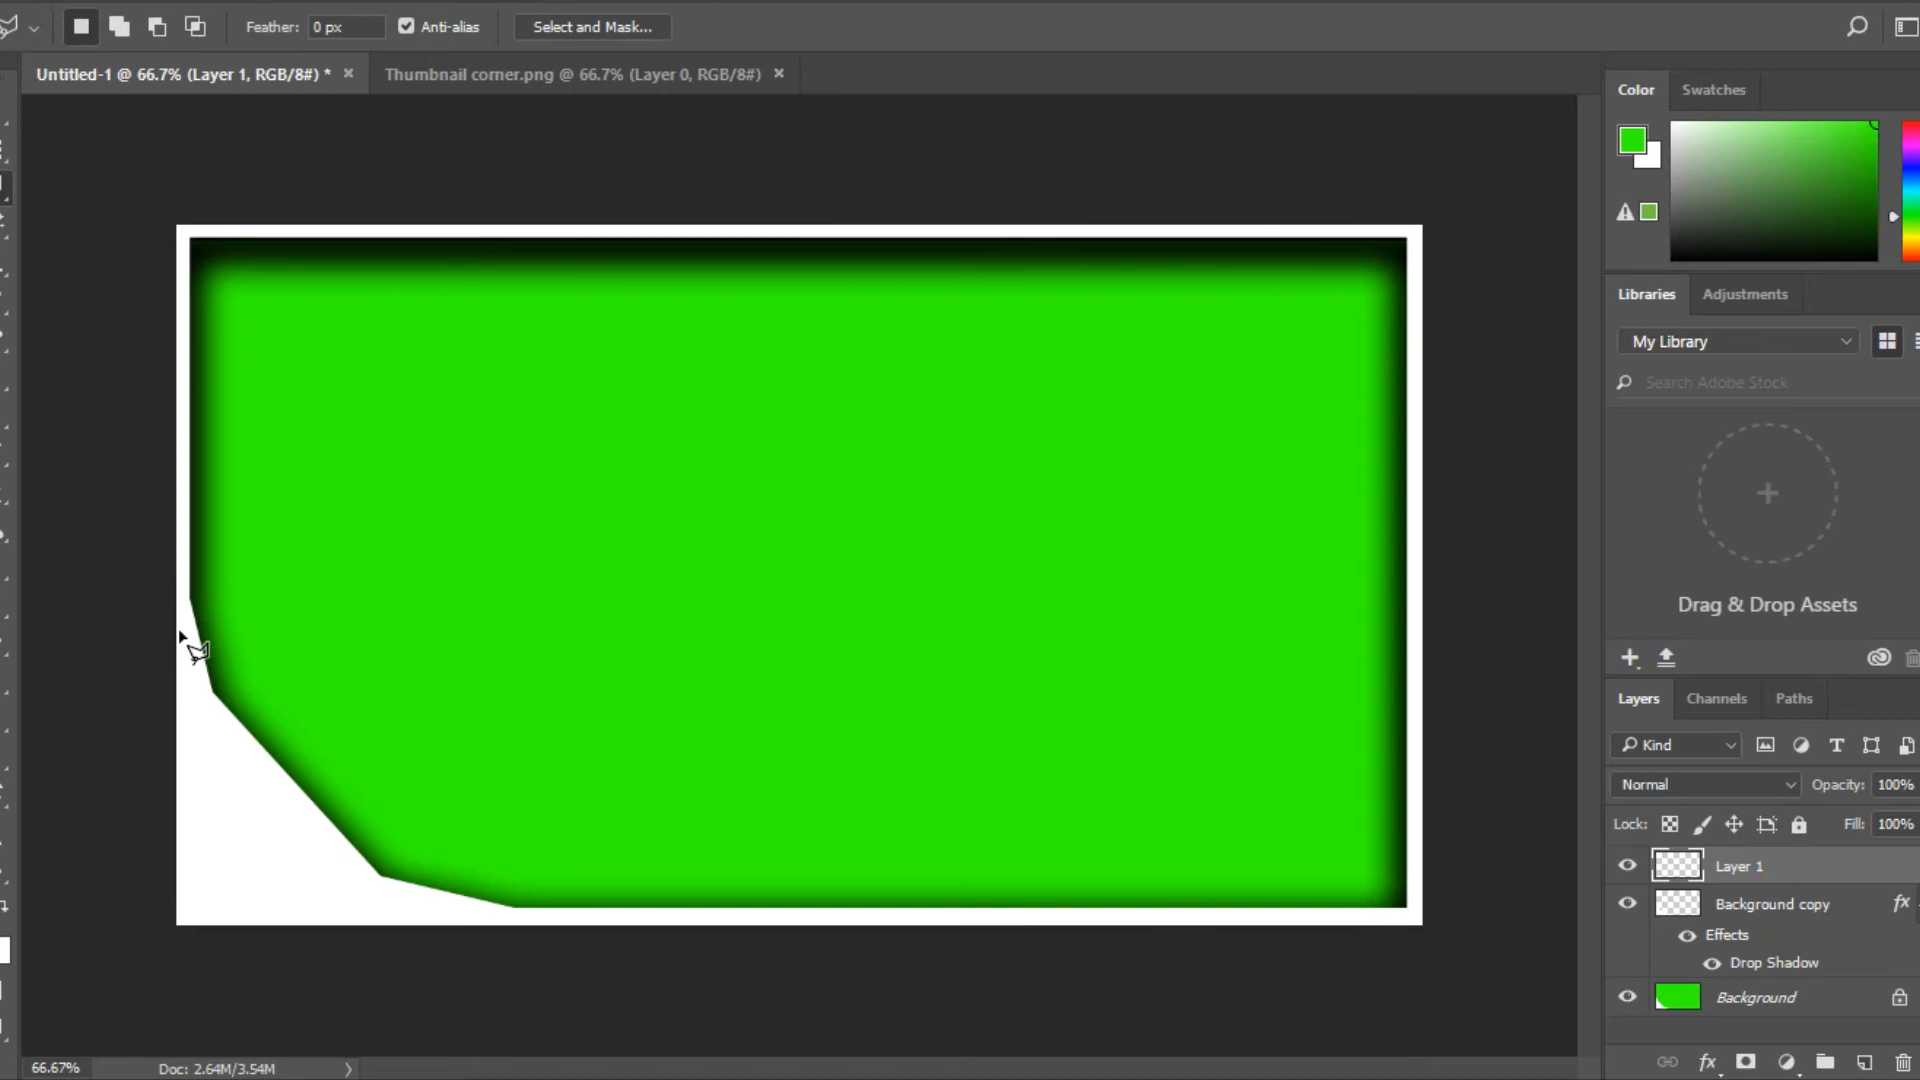 Feather: 0 px Anti-alias Select and Mask...
Untitled-1 @ 66.7% (Layer 1, RGB/8#) * Thumbnail corner.png @ 66.7% (Layer 0, RGB/8#)
Color Swatches
Libraries Adjustments
My Library
Search Adobe Stock
Drag & Drop Assets
Layers Channels Paths
Kind
Normal Opacity: 100%
Lock: Fill: 100%
Layer 1
Background copy fx
Effects
Drop Shadow
Background
66.67% Doc: 2.64M/3.54M
fx